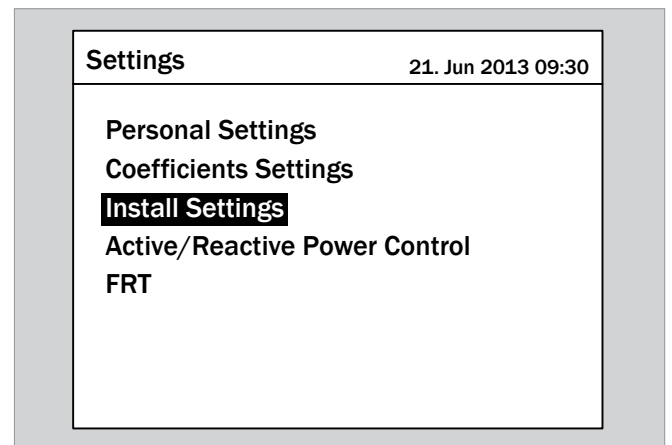 Settings
21. Jun 2013 09:30
Personal Settings
Coefficients Settings
Install Settings
Active/Reactive Power Control
FRT